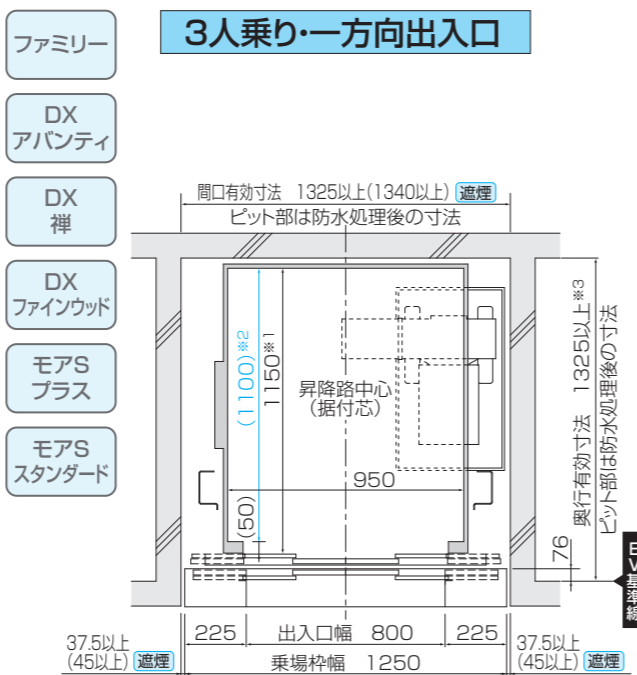 3人乗り・一方向出入口
ファミリー
DX
アバンティ
DX
禅
DX
ファインウッド
モアS
プラス
モアS
スタンダード
間口有効寸法 1325以上(1340以上) 遮煙
ピット部は防水処理後の寸法
(1100)※2
1150※1
(50)
昇降路中心
(据付芯)
950
奥行有効寸法 1325以上※3
ピット部は防水処理後の寸法
76
EV基準線
225
出入口幅 800
225
37.5以上
(45以上) 遮煙
乗場枠幅 1250
37.5以上
(45以上) 遮煙